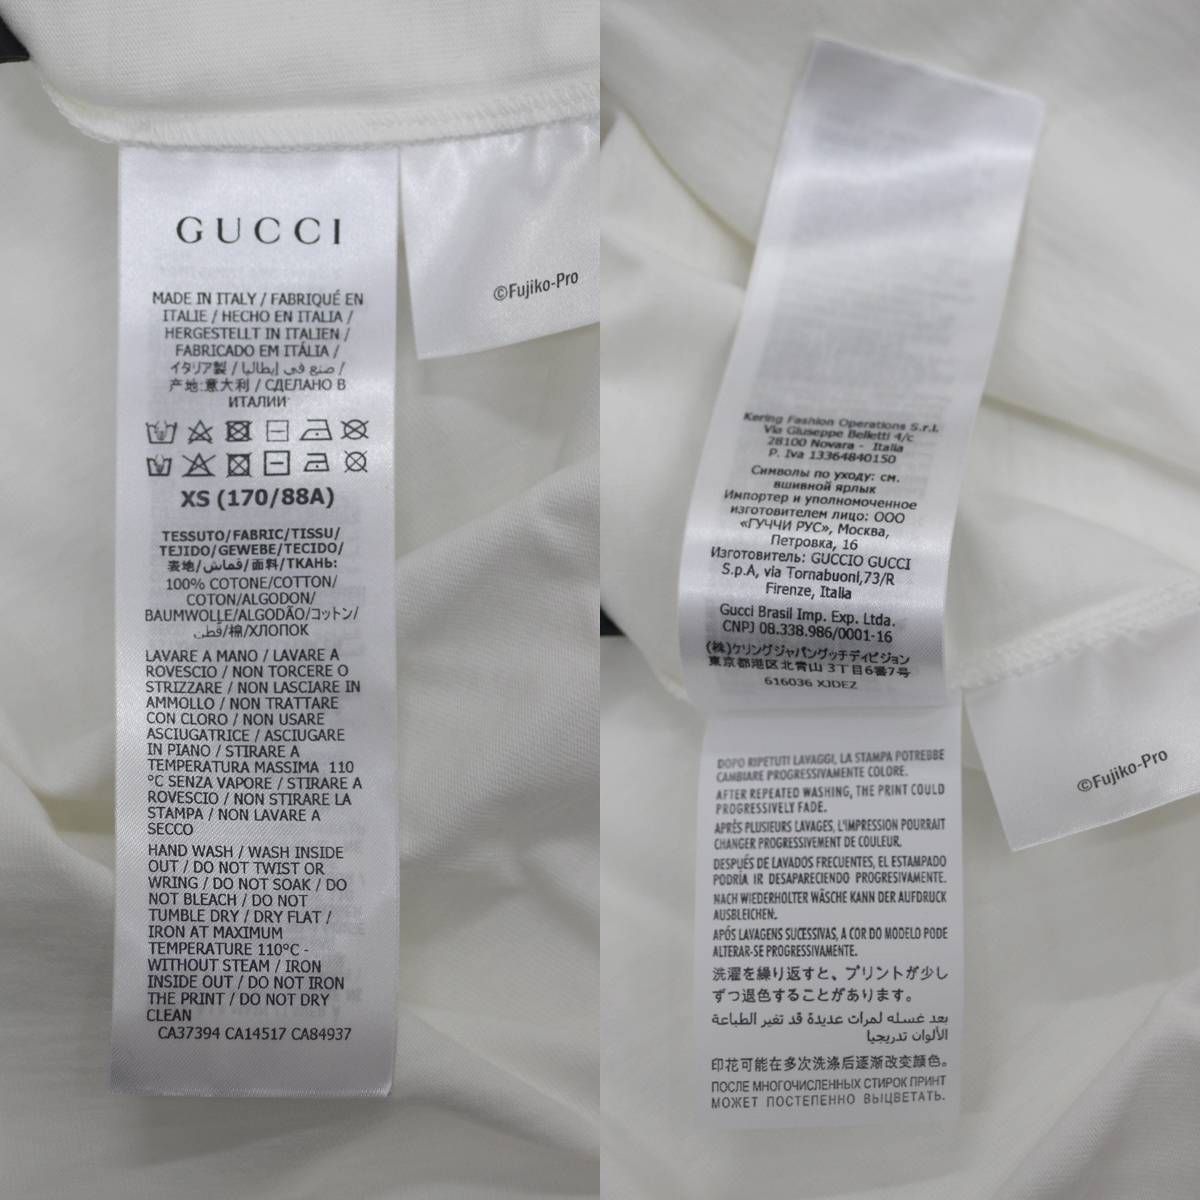 GUCCI
MADE IN ITALY / FABRIQUÉ EN
ITALIE / HECHO EN ITALIA /
HERGESTELLT IN ITALIEN /
FABRICADO EM ITÁLIA /
イタリア製 / صنع في إيطاليا /
产地:意大利 / СДЕЛАНО В
ИТАЛИИ
XS (170/88A)
TESSUTO/FABRIC/TISSU/
TEJIDO/GEWEBE/TECIDO/
表地/قماش/面料/ТКАНЬ:
100% COTONE/COTTON/
COTON/ALGODON/
BAUMWOLLE/ALGODÃO/コットン/
قطن/棉/ХЛОПОК
LAVARE A MANO / LAVARE A
ROVESCIO / NON TORCERE O
STRIZZARE / NON LASCIARE IN
AMMOLLO / NON TRATTARE
CON CLORO / NON USARE
ASCIUGATRICE / ASCIUGARE
IN PIANO / STIRARE A
TEMPERATURA MASSIMA 110
°C SENZA VAPORE / STIRARE A
ROVESCIO / NON STIRARE LA
STAMPA / NON LAVARE A
SECCO
HAND WASH / WASH INSIDE
OUT / DO NOT TWIST OR
WRING / DO NOT SOAK / DO
NOT BLEACH / DO NOT
TUMBLE DRY / DRY FLAT /
IRON AT MAXIMUM
TEMPERATURE 110°C -
WITHOUT STEAM / IRON
INSIDE OUT / DO NOT IRON
THE PRINT / DO NOT DRY
CLEAN
CA37394 CA14517 CA84937
©Fujiko-Pro
Kering Fashion Operations S.r.l.
Via Giuseppe Belletti 4/c
28100 Novara - Italia
P. Iva 13364840150
Символы по уходу: см.
вшивной ярлык
Импортер и уполномоченное
изготовителем лицо: ООО
«ГУЧЧИ РУС», Москва,
Петровка, 16
Изготовитель: GUCCIO GUCCI
S.p.A, via Tornabuoni,73/R
Firenze, Italia
Gucci Brasil Imp. Exp. Ltda.
CNPJ 08.338.986/0001-16
(株)ケリングジャパングッチディビジョン
東京都港区北青山 3丁目6番7号
616036 XJDEZ
DOPO RIPETUTI LAVAGGI, LA STAMPA POTREBBE
CAMBIARE PROGRESSIVAMENTE COLORE.
AFTER REPEATED WASHING, THE PRINT COULD
PROGRESSIVELY FADE.
APRÈS PLUSIEURS LAVAGES, L'IMPRESSION POURRAIT
CHANGER PROGRESSIVEMENT DE COULEUR.
DESPUÉS DE LAVADOS FRECUENTES, EL ESTAMPADO
PODRÍA IR DESAPARECIENDO PROGRESIVAMENTE.
NACH WIEDERHOLTER WÄSCHE KANN DER AUFDRUCK
AUSBLEICHEN.
APÓS LAVAGENS SUCESSIVAS, A COR DO MODELO PODE
ALTERAR-SE PROGRESSIVAMENTE.
洗濯を繰り返すと、プリントが少し
ずつ退色することがあります。
بعد غسله لمرات عديدة قد تغير الطباعة
الألوان تدريجيا
印花可能在多次洗涤后逐渐改变颜色。
ПОСЛЕ МНОГОЧИСЛЕННЫХ СТИРОК ПРИНТ
МОЖЕТ ПОСТЕПЕННО ВЫЦВЕТАТЬ.
©Fujiko-Pro